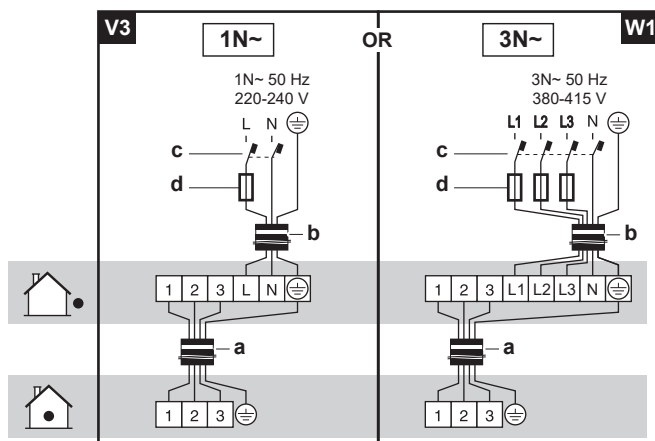 V3 1N~ OR 3N~ W1
1N~ 50 Hz
220-240 V
3N~ 50 Hz
380-415 V
L N
L1 L2 L3 N
c
c
d
d
b
b
1 2 3 L N
1 2 3 L1 L2 L3 N
a
a
1 2 3
1 2 3